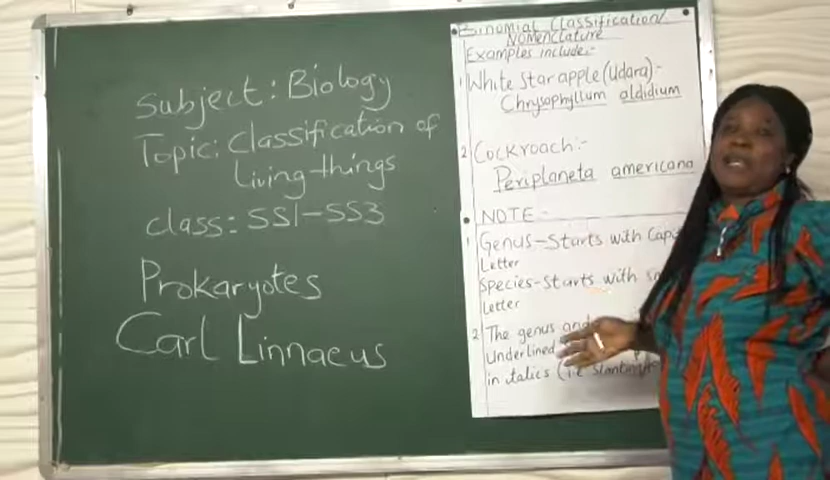 Subject: Biology
Topic: Classification of
Living-things
class: SS1-SS3
Prokaryotes
Carl Linnaeus
Binomial Classification/
Nomenclature
Examples include:-
1 White Star apple (Udara)-
Chrysophyllum aldidium
2 Cockroach:-
Periplaneta americana
NOTE-
1 Genus-Starts with Cap
Letter
Species-Starts with
Letter
2 The genus and
Underlined
in italics (i.e